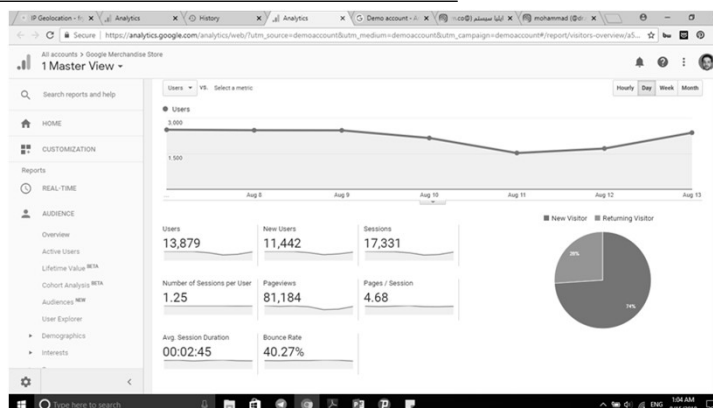 IP Geolocation -
Analytics
History
Analytics
Demo account - A
mohammad (@dr.
Secure
https://analytics.google.com/analytics/web/?utm_source=demoaccount&utm_medium=demoaccount&utm_campaign=demoaccount#/report/visitors-overview/a5...
All accounts > Google Merchandise Store
1 Master View
Search reports and help
HOME
CUSTOMIZATION
Reports
REAL-TIME
AUDIENCE
Overview
Active Users
Lifetime Value BETA
Cohort Analysis BETA
Audiences NEW
User Explorer
Demographics
Interests
Users
VS. Select a metric
Hourly Day Week Month
Users
3,000
1,500
... Aug 8 Aug 9 Aug 10 Aug 11 Aug 12 Aug 13
New Visitor Returning Visitor
Users
13,879
New Users
11,442
Sessions
17,331
Number of Sessions per User
1.25
Pageviews
81,184
Pages / Session
4.68
Avg. Session Duration
00:02:45
Bounce Rate
40.27%
74%
Type here to search
ENG
1:04 AM